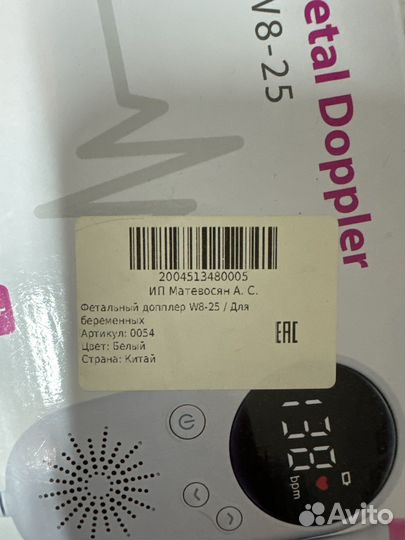 etal Doppler
W8-25
2004513480005
ИП Матевосян А. С.
Фетальный допплер W8-25 / Для
беременных
Артикул: 0054
Цвет: Белый
Страна: Китай
EAC
138
bpm
Avito